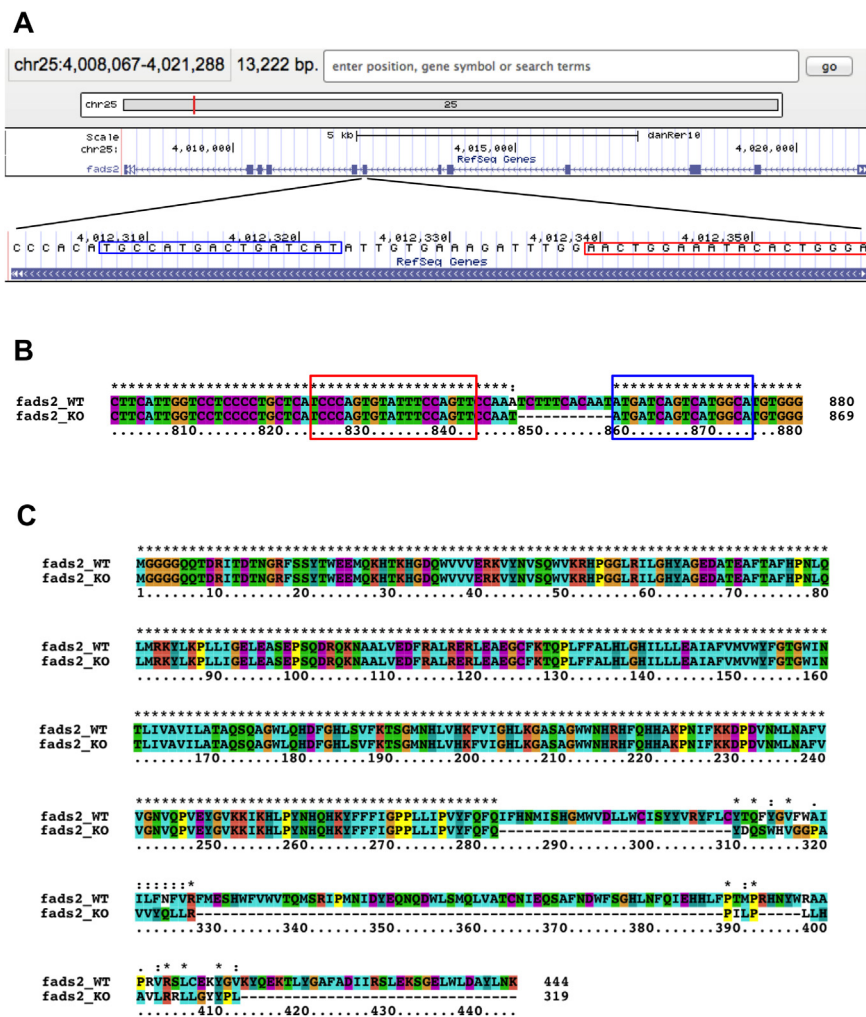 A
chr25:4,008,067-4,021,288 13,222 bp. enter position, gene symbol or search terms go
chr25 25
Scale 5 kb danRer10
chr25: 4,010,000 4,015,000 4,020,000
RefSeq Genes
fads2
4,012,310 4,012,320 4,012,330 4,012,340 4,012,350
CCCACATGCCATGACTGATCATATTGTGAAAGATTTGGAACTGGAAATACACTGGGA
RefSeq Genes
B
**********************************************: **********************
fads2_WT CTTCATTGGTCCTCCCCTGCTCATCCCAGTGTATTTCCAGTTCCAAATCTTTCACAATATGATCAGTCATGGCATGTGGG 880
fads2_KO CTTCATTGGTCCTCCCCTGCTCATCCCAGTGTATTTCCAGTTCCAAT-----------ATGATCAGTCATGGCATGTGGG 869
.......810.......820.......830.......840.......850.......860.......870.......880
C
********************************************************************************
fads2_WT MGGGGQQTDRITDTNGRFSSYTWEEMQKHTKHGDQWVVVERKVYNVSQWVKRHPGGLRILGHYAGEDATEAFTAFHPNLQ
fads2_KO MGGGGQQTDRITDTNGRFSSYTWEEMQKHTKHGDQWVVVERKVYNVSQWVKRHPGGLRILGHYAGEDATEAFTAFHPNLQ
1.......10........20........30........40........50........60........70........80
********************************************************************************
fads2_WT LMRKYLKPLLIGELEASEPSQDRQKNAALVEDFRALRERLEAEGCFKTQPLFFALHLGHILLLEAIAFVMVWYFGTGWIN
fads2_KO LMRKYLKPLLIGELEASEPSQDRQKNAALVEDFRALRERLEAEGCFKTQPLFFALHLGHILLLEAIAFVMVWYFGTGWIN
........90.......100.......110.......120.......130.......140.......150.......160
********************************************************************************
fads2_WT TLIVAVILATAQSQAGWLQHDFGHLSVFKTSGMNHLVHKFVIGHLKGASAGWWNHRHFQHHAKPNIFKKDPDVNMLNAFV
fads2_KO TLIVAVILATAQSQAGWLQHDFGHLSVFKTSGMNHLVHKFVIGHLKGASAGWWNHRHFQHHAKPNIFKKDPDVNMLNAFV
.......170.......180.......190.......200.......210.......220.......230.......240
****************************************** * * : * .
fads2_WT VGNVQPVEYGVKKIKHLPYNHQHKYFFFIGPPLLIPVYFQFQIFHNMISHGMWVDLLWCISYYVRYFLCYTQFYGVFWAI
fads2_KO VGNVQPVEYGVKKIKHLPYNHQHKYFFFIGPPLLIPVYFQFQ---------------------------YDQSWHVGGPA
.......250.......260.......270.......280.......290.......300.......310.......320
::::::* * :*
fads2_WT ILFNFVRFMESHWFVWVTQMSRIPMNIDYEQNQDWLSMQLVATCNIEQSAFNDWFSGHLNFQIEHHLFPTMPRHNYWRAA
fads2_KO VVYQLLR--------------------------------------------------------------PILP----LLH
.......330.......340.......350.......360.......370.......380.......390.......400
. :* * * :
fads2_WT PRVRSLCEKYGVKYQEKTLYGAFADIIRSLEKSGELWLDAYLNK 444
fads2_KO AVLRRLLGYYPL-------------------------------- 319
.......410.......420.......430.......440....